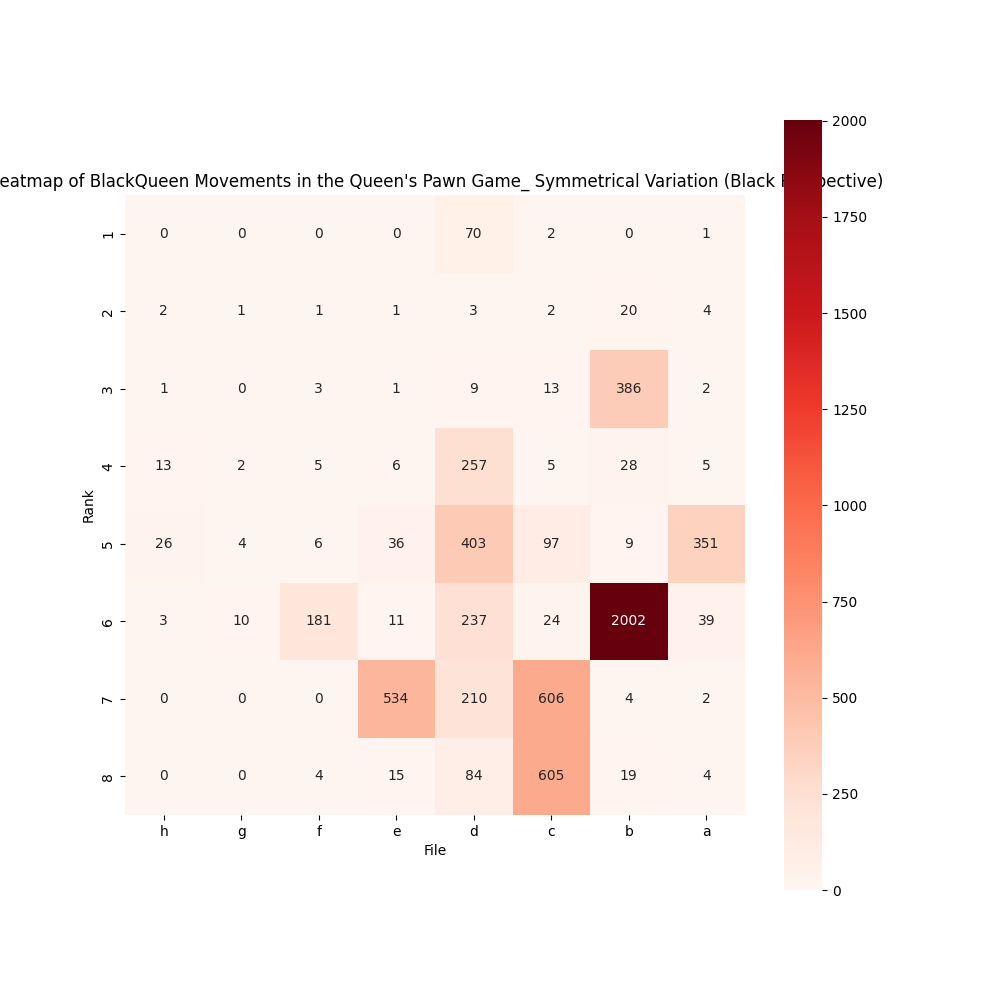 eatmap of BlackQueen Movements in the Queen's Pawn Game_ Symmetrical Variation (Black pective)
2000
1750
1500
1250
1000
750
500
250
0
Rank
1 0 0 0 0 70 2 0 1
2 2 1 1 1 3 2 20 4
3 1 0 3 1 9 13 386 2
4 13 2 5 6 257 5 28 5
5 26 4 6 36 403 97 9 351
6 3 10 181 11 237 24 2002 39
7 0 0 0 534 210 606 4 2
8 0 0 4 15 84 605 19 4
h g f e d c b a
File